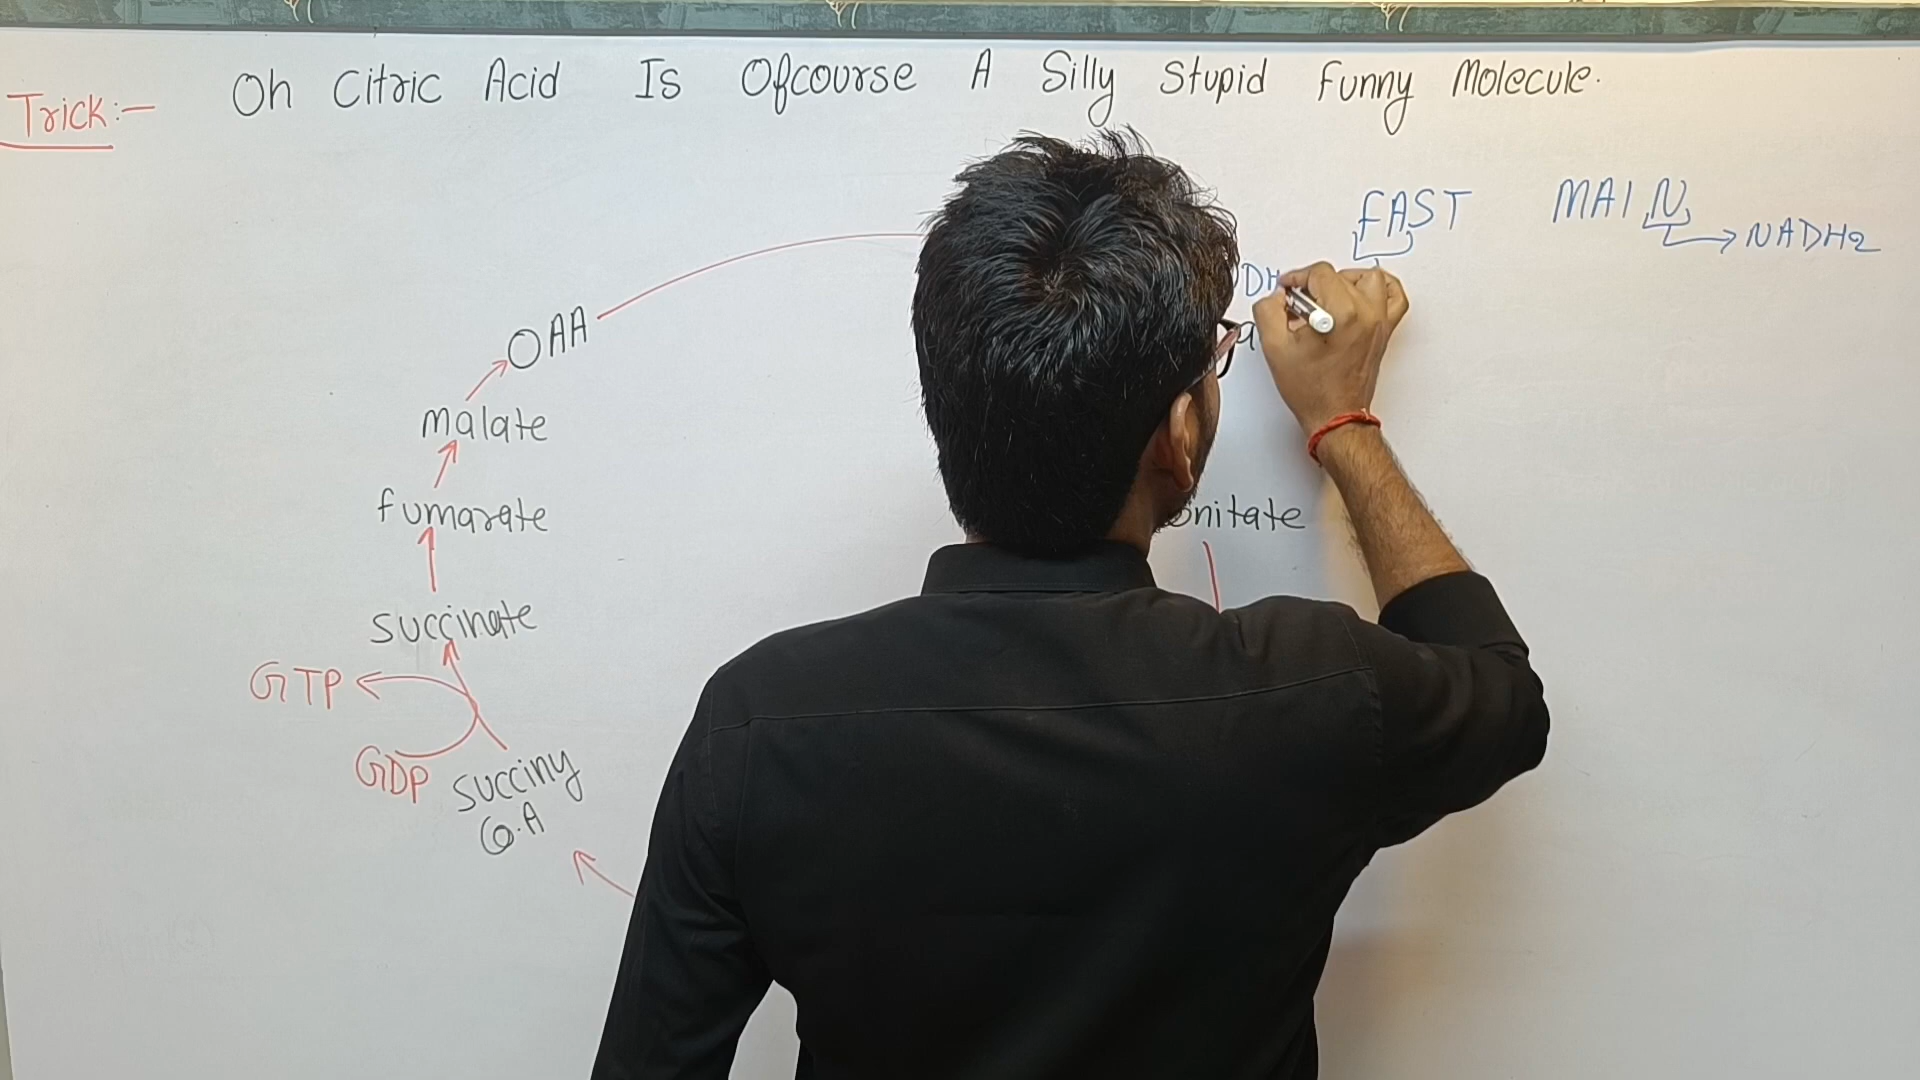 Trick:-
Oh Citric Acid Is Ofcourse A Silly Stupid Funny Molecule.
FAST MAIN
NADH2
DH
OAA
malate
fumarate
onitate
succinate
GTP
GDP
succiny
Co.A